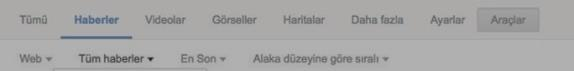 Tümü Haberler Videolar Görseller Haritalar Daha fazla Ayarlar Araçlar
Web Tüm haberler En Son Alaka düzeyine göre sıralı